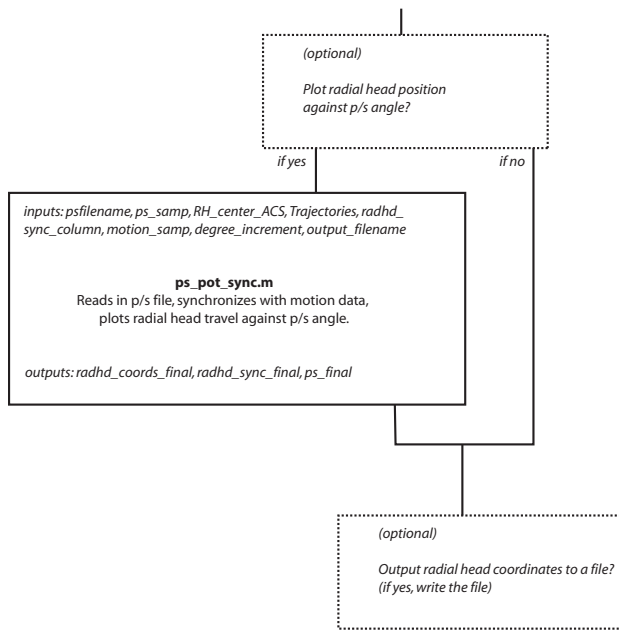 (optional)
Plot radial head position
against p/s angle?
if yes
if no
inputs: psfilename, ps_samp, RH_center_ACS, Trajectories, radhd_
sync_column, motion_samp, degree_increment, output_filename
ps_pot_sync.m
Reads in p/s file, synchronizes with motion data,
plots radial head travel against p/s angle.
outputs: radhd_coords_final, radhd_sync_final, ps_final
(optional)
Output radial head coordinates to a file?
(if yes, write the file)